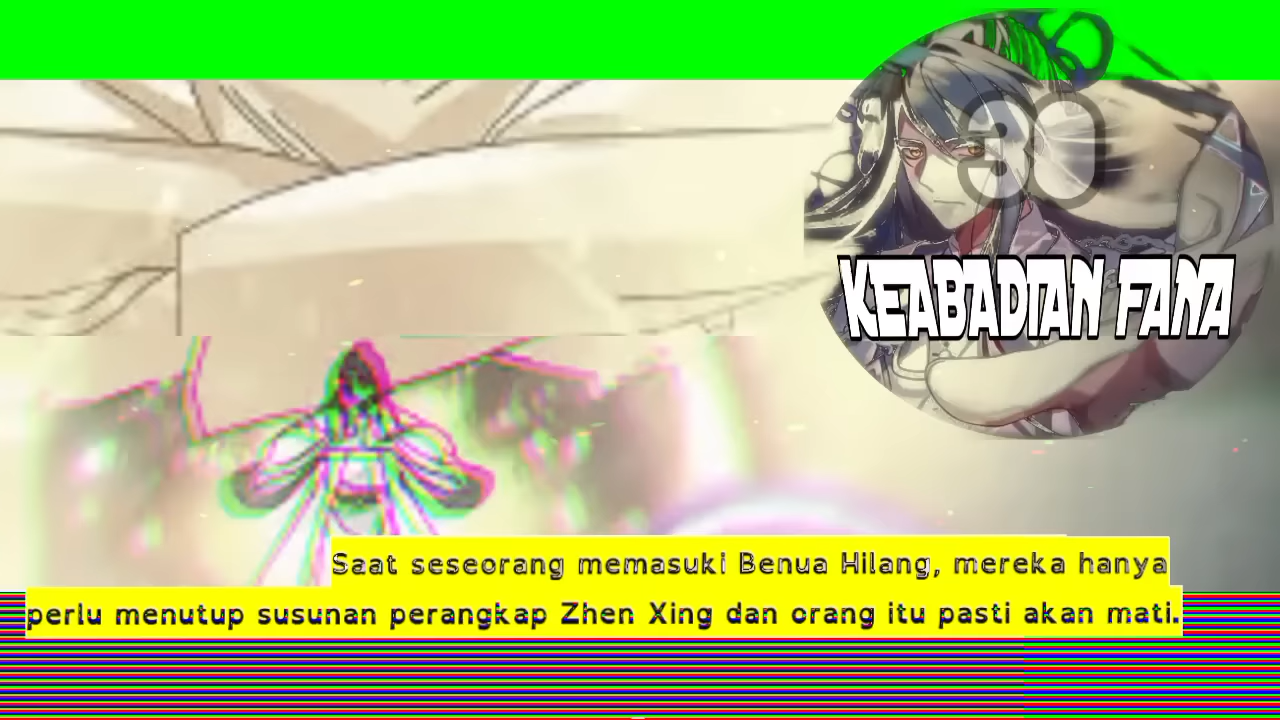 30
KEABADIAN FANA
Saat seseorang memasuki Benua Hilang, mereka hanya
perlu menutup susunan perangkap Zhen Xing dan orang itu pasti akan mati.